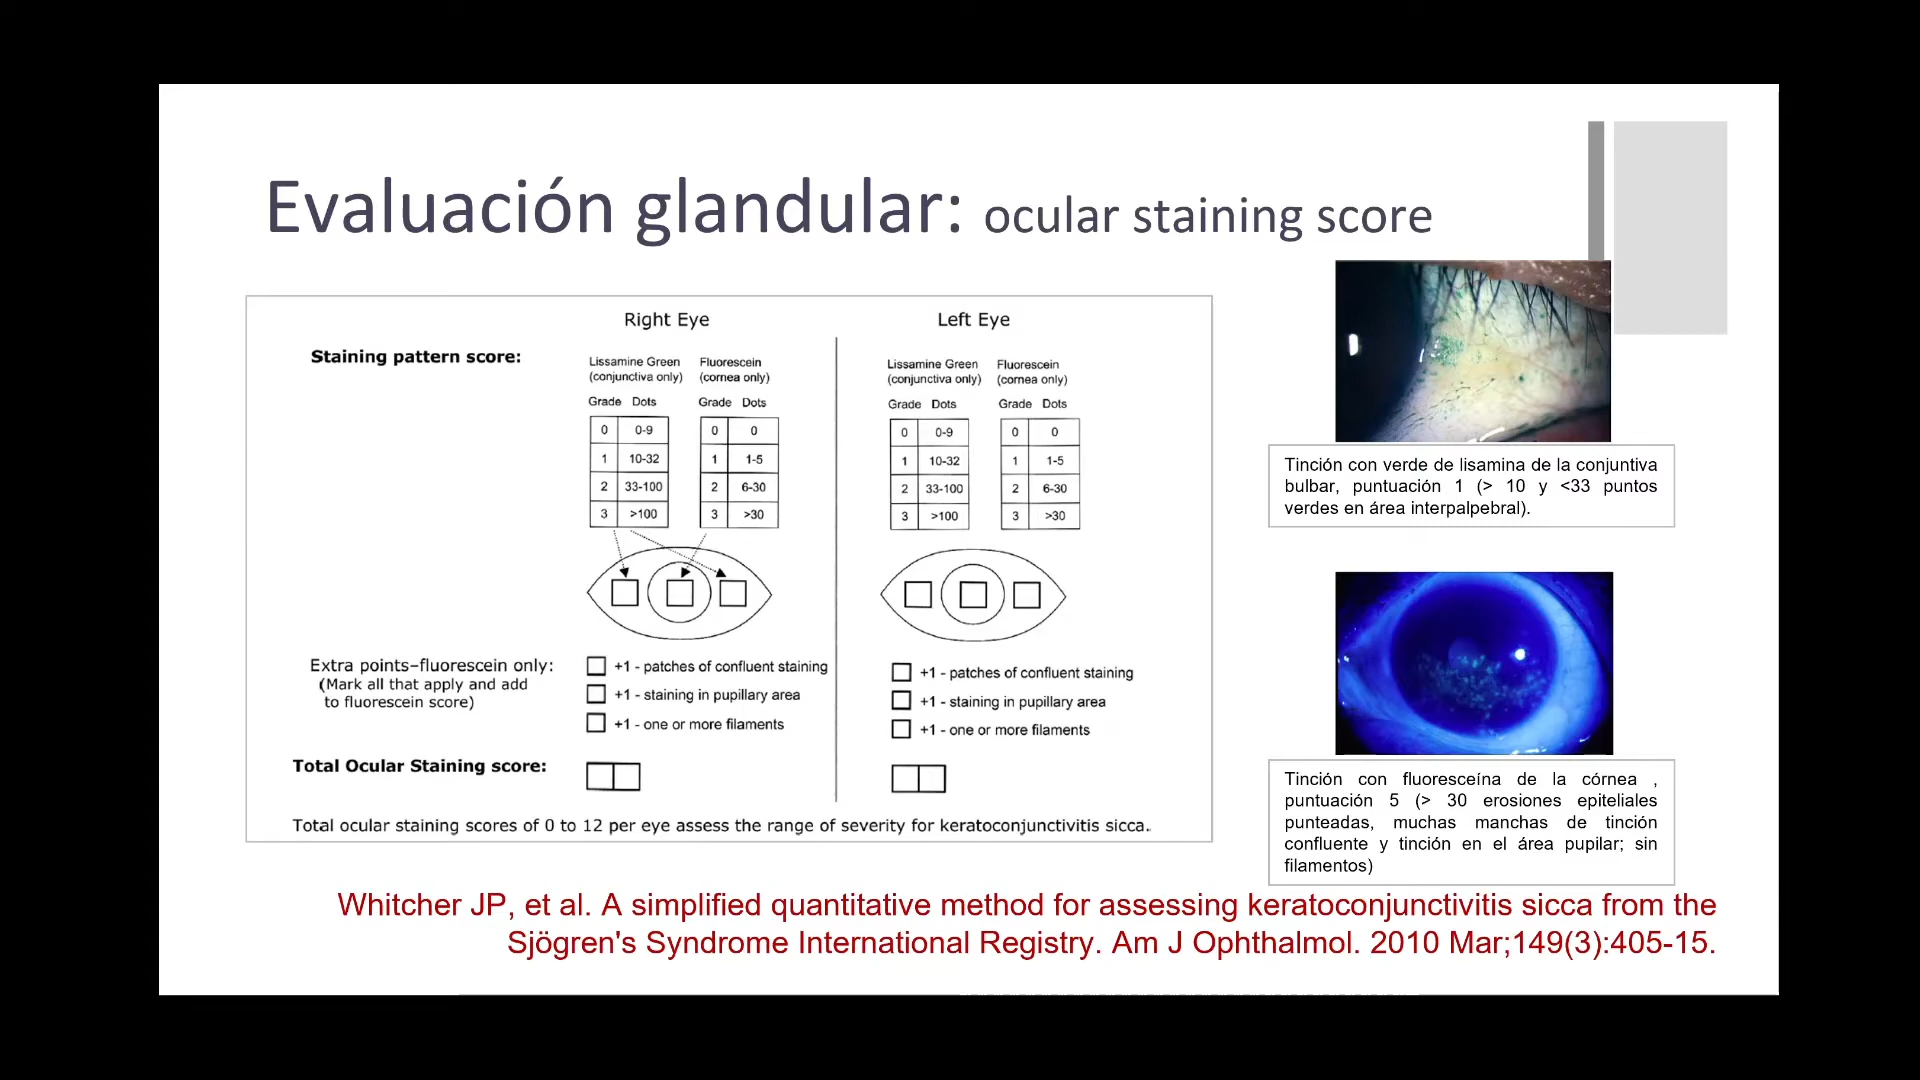 Evaluación glandular: ocular staining score
Right Eye
Left Eye
Staining pattern score:
Lissamine Green
(conjunctiva only)
Fluorescein
(cornea only)
Grade Dots
Grade Dots
0 0-9
1 10-32
2 33-100
3 >100
0 0
1 1-5
2 6-30
3 >30
Lissamine Green
(conjunctiva only)
Fluorescein
(cornea only)
Grade Dots
Grade Dots
0 0-9
1 10-32
2 33-100
3 >100
0 0
1 1-5
2 6-30
3 >30
Extra points–fluorescein only:
(Mark all that apply and add
to fluorescein score)
+1 - patches of confluent staining
+1 - staining in pupillary area
+1 - one or more filaments
+1 - patches of confluent staining
+1 - staining in pupillary area
+1 - one or more filaments
Total Ocular Staining score:
Total ocular staining scores of 0 to 12 per eye assess the range of severity for keratoconjunctivitis sicca.
Tinción con verde de lisamina de la conjuntiva
bulbar, puntuación 1 (> 10 y <33 puntos
verdes en área interpalpebral).
Tinción con fluoresceína de la córnea ,
puntuación 5 (> 30 erosiones epiteliales
punteadas, muchas manchas de tinción
confluente y tinción en el área pupilar; sin
filamentos)
Whitcher JP, et al. A simplified quantitative method for assessing keratoconjunctivitis sicca from the
Sjögren's Syndrome International Registry. Am J Ophthalmol. 2010 Mar;149(3):405-15.